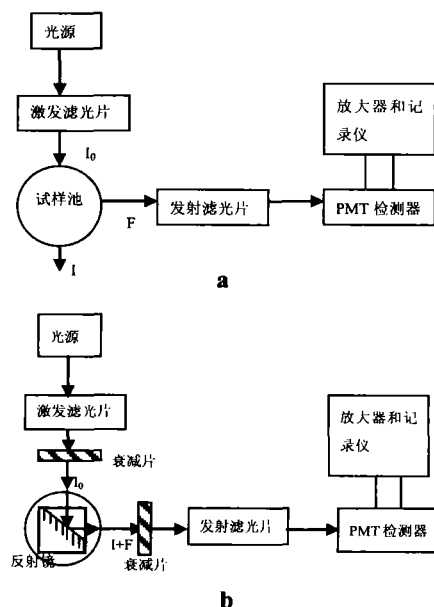 光源
激发滤光片
I₀
试样池
F
I
发射滤光片
放大器和记
录仪
PMT 检测器
a
光源
激发滤光片
衰减片
I₀
反射镜
I+F
衰减片
发射滤光片
放大器和记
录仪
PMT 检测器
b